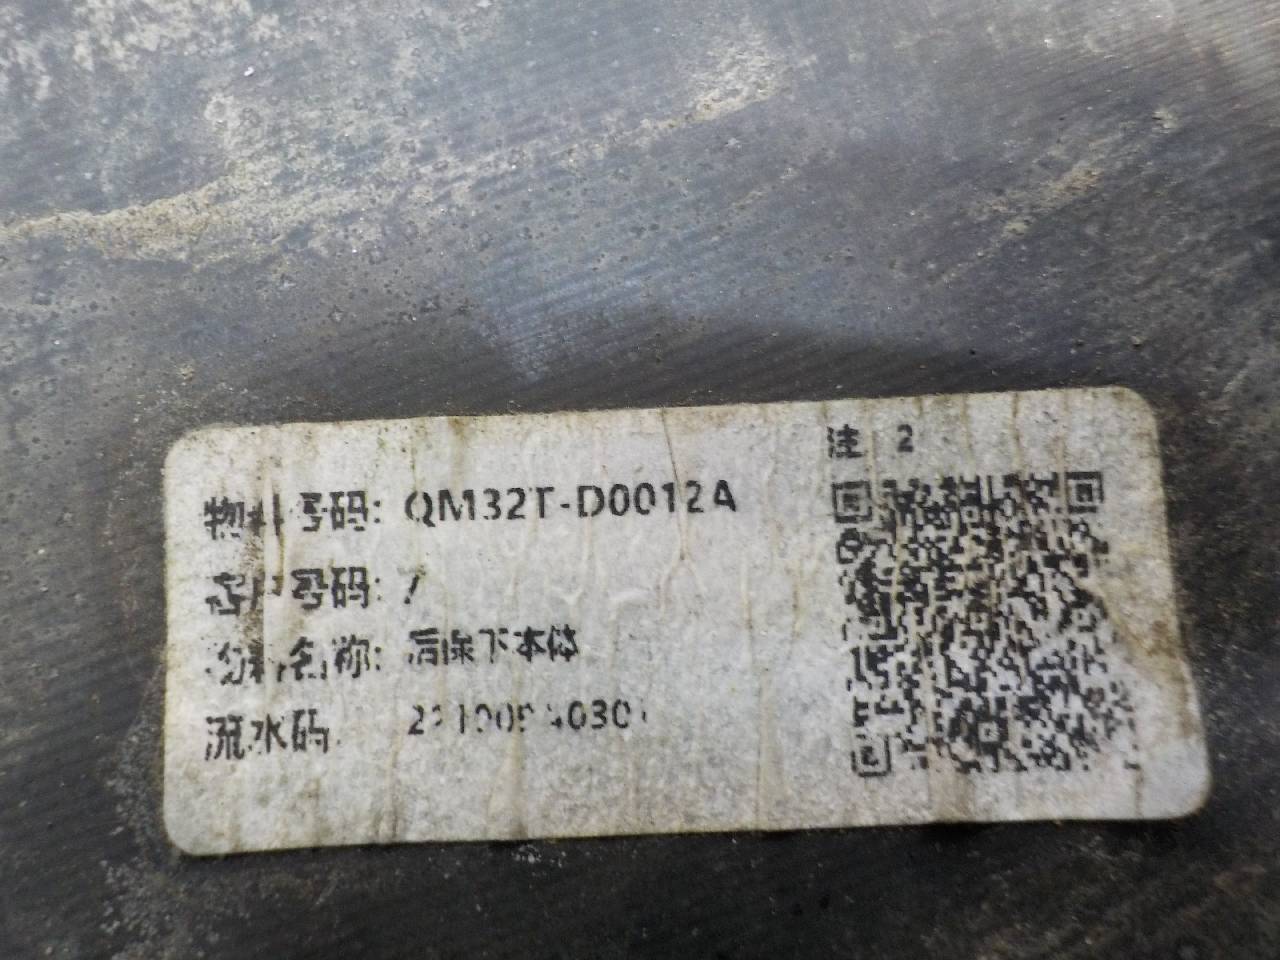 注 2
物料号码: QM32T-D0012A
客户号码: /
物料名称: 后保下本体
流水码